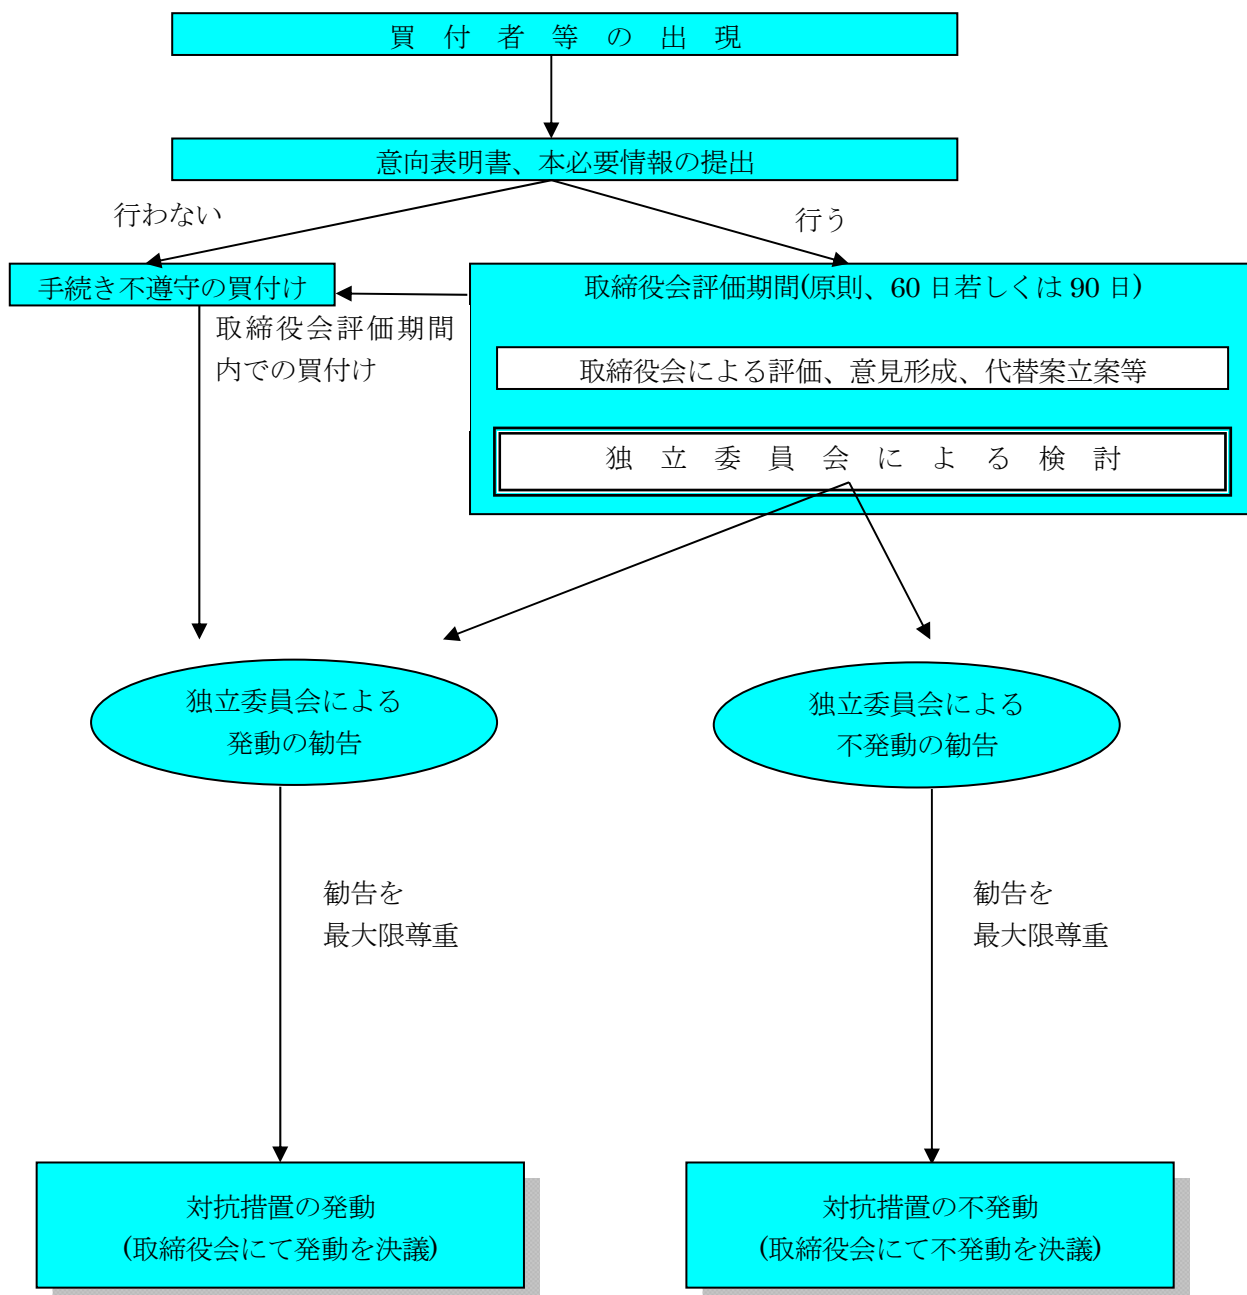 買付者等の出現
意向表明書、本必要情報の提出
行わない
行う
手続き不遵守の買付け
取締役会評価期間(原則、60日若しくは90日)
取締役会評価期間
内での買付け
取締役会による評価、意見形成、代替案立案等
独立委員会による検討
独立委員会による
発動の勧告
独立委員会による
不発動の勧告
勧告を
最大限尊重
勧告を
最大限尊重
対抗措置の発動
(取締役会にて発動を決議)
対抗措置の不発動
(取締役会にて不発動を決議)